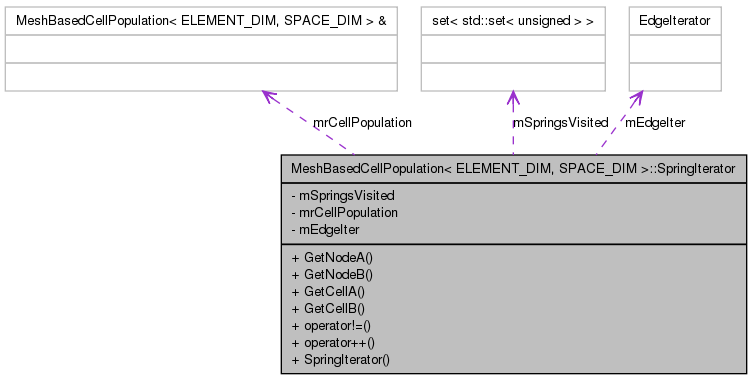 MeshBasedCellPopulation< ELEMENT_DIM, SPACE_DIM > &
set< std::set< unsigned > >
EdgeIterator
mrCellPopulation
mSpringsVisited
mEdgeIter
MeshBasedCellPopulation< ELEMENT_DIM, SPACE_DIM >::SpringIterator
- mSpringsVisited
- mrCellPopulation
- mEdgeIter
+ GetNodeA()
+ GetNodeB()
+ GetCellA()
+ GetCellB()
+ operator!=()
+ operator++()
+ SpringIterator()